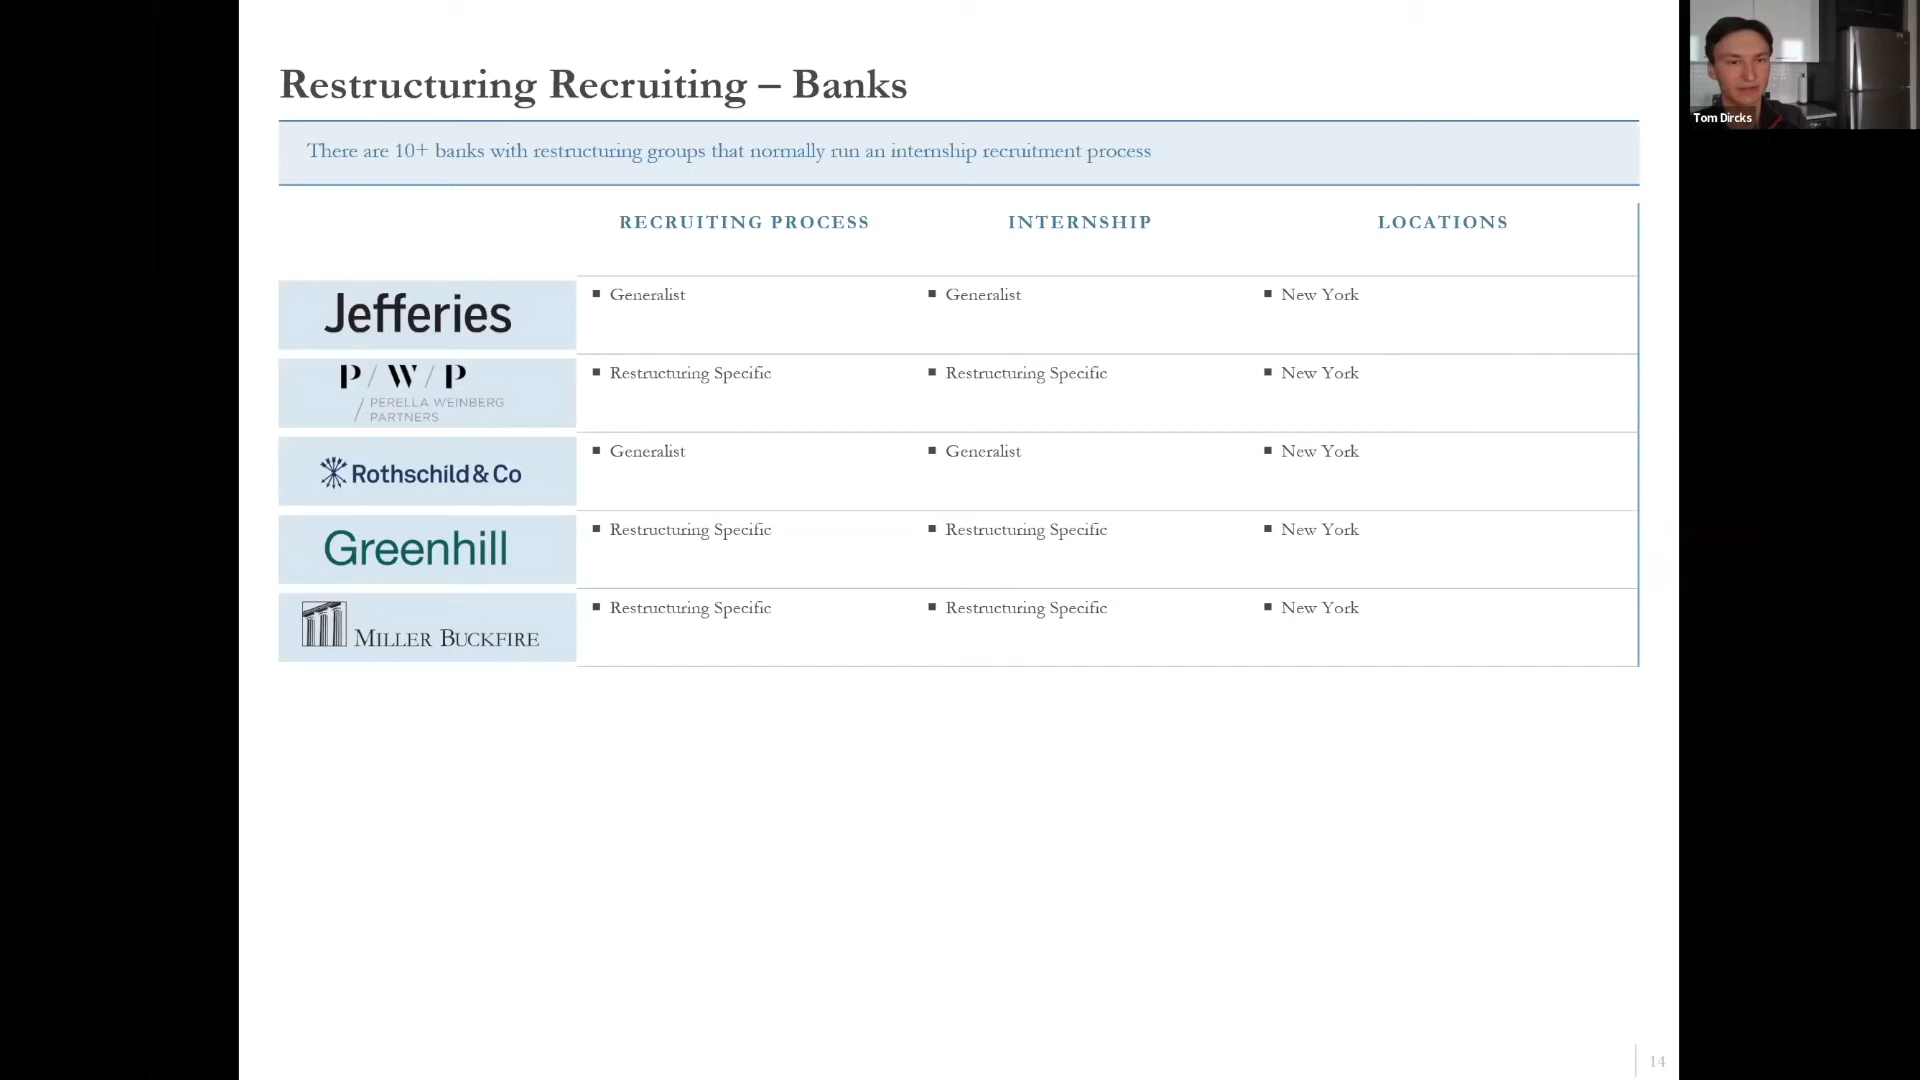 Restructuring Recruiting – Banks
Tom Dircks
There are 10+ banks with restructuring groups that normally run an internship recruitment process
RECRUITING PROCESS INTERNSHIP LOCATIONS
Jefferies ▪ Generalist ▪ Generalist ▪ New York
P / W / P ▪ Restructuring Specific ▪ Restructuring Specific ▪ New York
/ PERELLA WEINBERG
PARTNERS
Rothschild & Co ▪ Generalist ▪ Generalist ▪ New York
Greenhill ▪ Restructuring Specific ▪ Restructuring Specific ▪ New York
MILLER BUCKFIRE ▪ Restructuring Specific ▪ Restructuring Specific ▪ New York
14